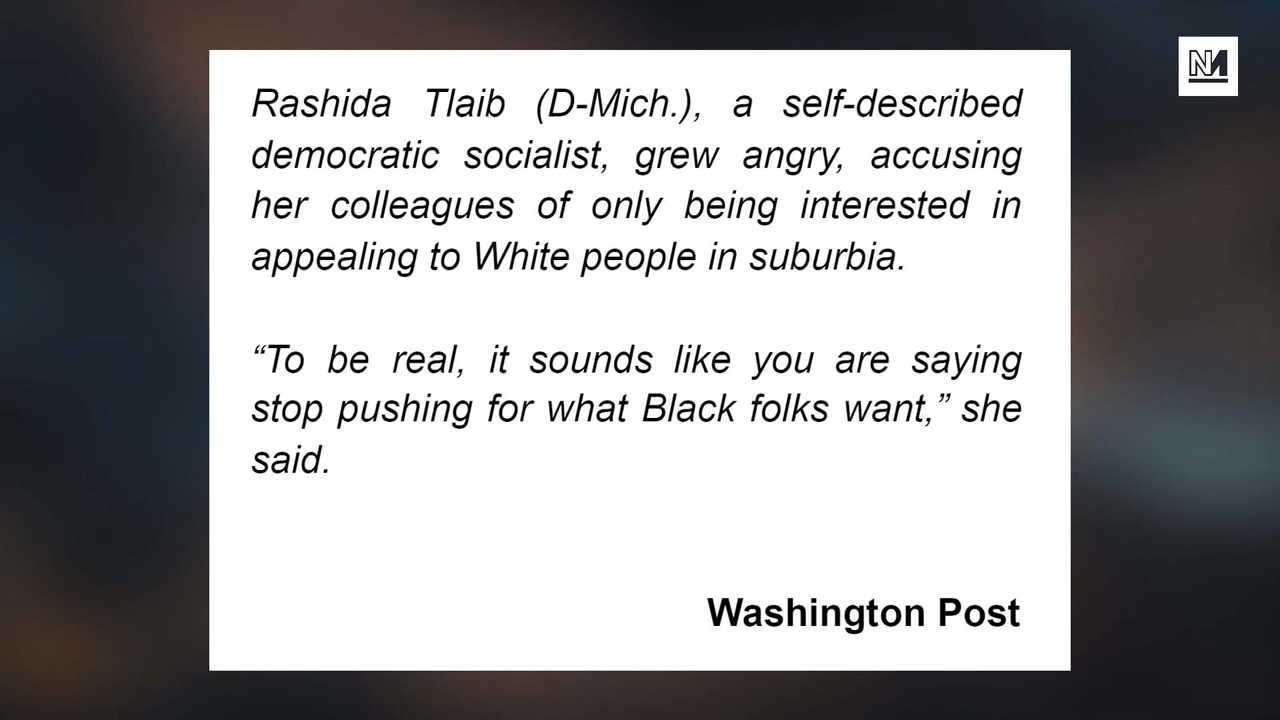 Rashida Tlaib (D-Mich.), a self-described
democratic socialist, grew angry, accusing
her colleagues of only being interested in
appealing to White people in suburbia.
“To be real, it sounds like you are saying
stop pushing for what Black folks want,” she
said.
Washington Post
NM